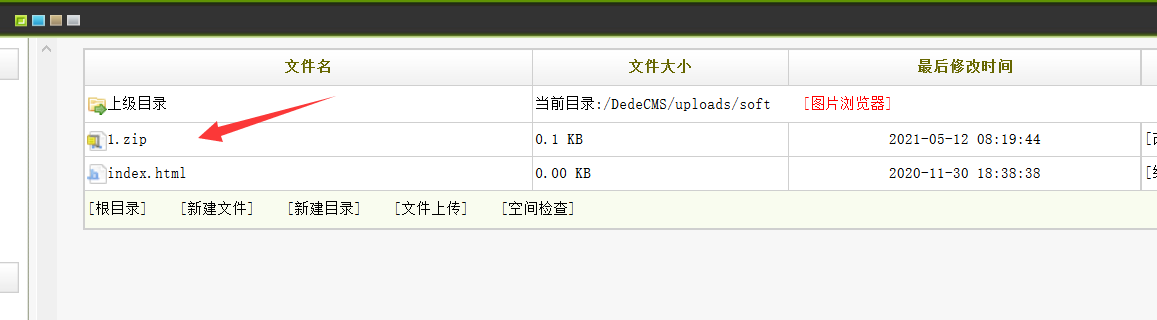 文件名 文件大小 最后修改时间
上级目录 当前目录:/DedeCMS/uploads/soft [图片浏览器]
1.zip 0.1 KB 2021-05-12 08:19:44 [
index.html 0.00 KB 2020-11-30 18:38:38 [
[根目录] [新建文件] [新建目录] [文件上传] [空间检查]